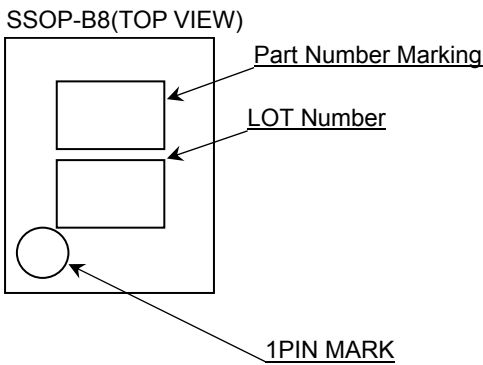 SSOP-B8(TOP VIEW)
Part Number Marking
LOT Number
1PIN MARK